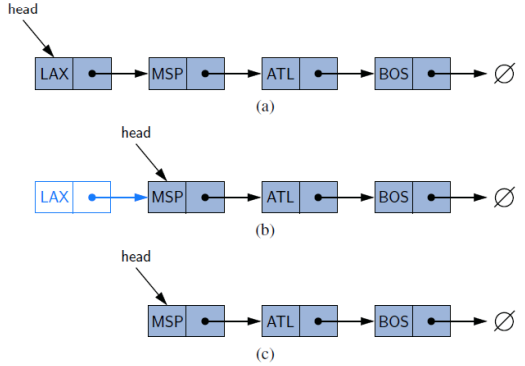 head
LAX MSP ATL BOS ∅
(a)
head
LAX MSP ATL BOS ∅
(b)
head
MSP ATL BOS ∅
(c)